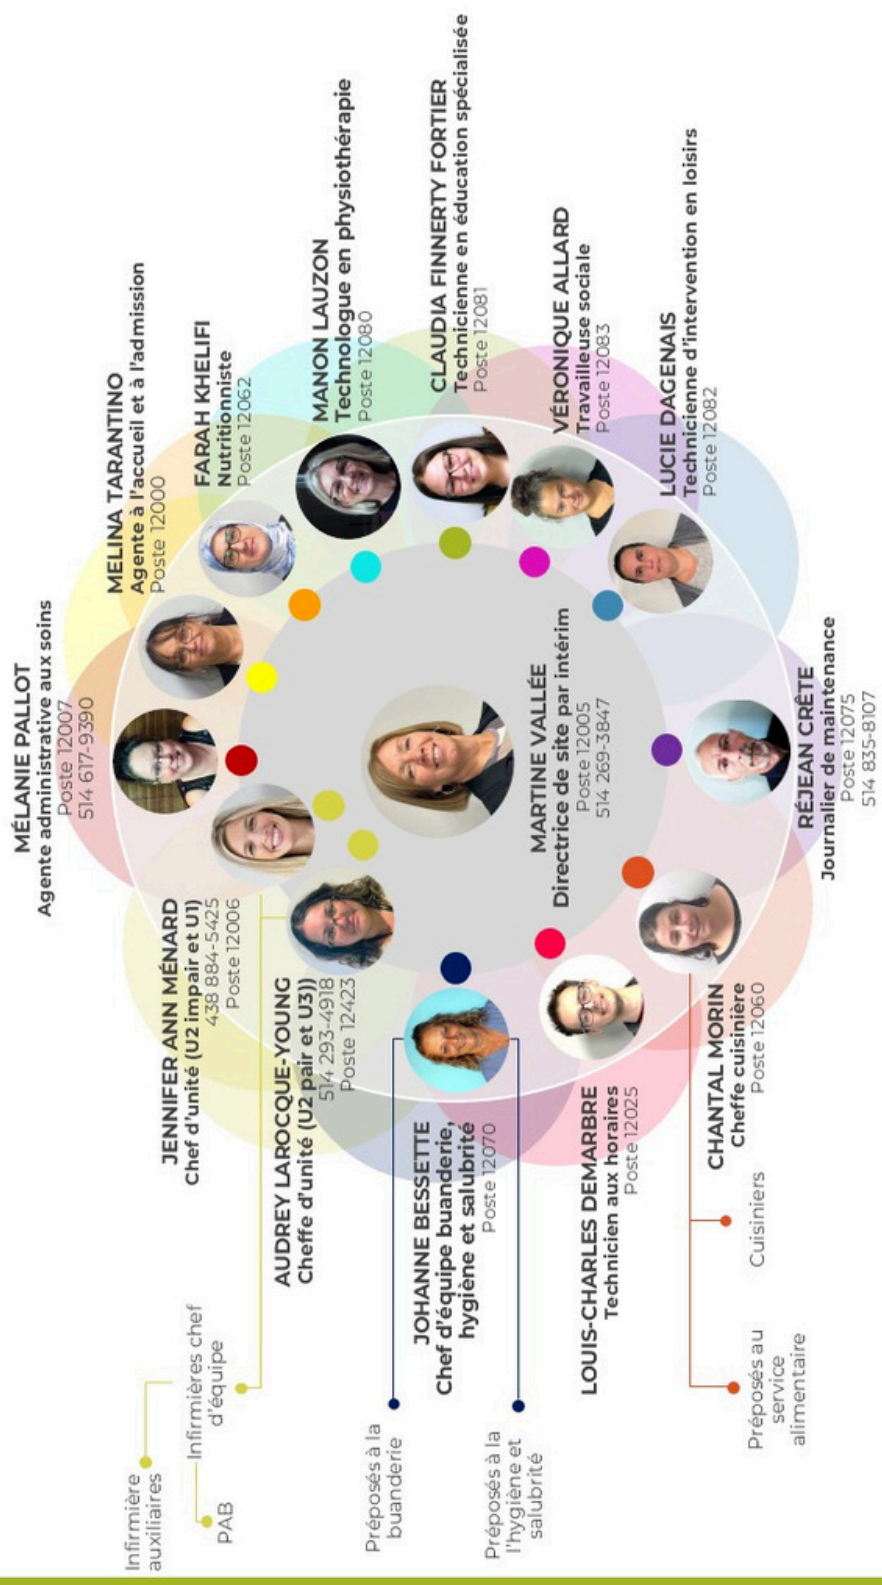 MÉLANIE PALLOT
Agente administrative aux soins
Poste 12007
514 617-9390
MELINA TARANTINO
Agente à l'accueil et à l'admission
Poste 12000
FARAH KHELIFI
Nutritionniste
Poste 12062
MANON LAUZON
Technologue en physiothérapie
Poste 12080
CLAUDIA FINNERTY FORTIER
Technicienne en éducation spécialisée
Poste 12081
VÉRONIQUE ALLARD
Travailleuse sociale
Poste 12083
LUCIE DAGENAIS
Technicienne d'intervention en loisirs
Poste 12082
RÉJEAN CRÊTE
Journalier de maintenance
Poste 12075
514 835-8107
MARTINE VALLÉE
Directrice de site par intérim
Poste 12005
514 269-3847
JENNIFER ANN MÉNARD
Chef d'unité (U2 impair et U1)
438 884-5425
Poste 12006
AUDREY LAROCQUE-YOUNG
Cheffe d'unité (U2 pair et U3))
514 293-4918
Poste 12423
JOHANNE BESSETTE
Chef d'équipe buanderie,
hygiène et salubrité
Poste 12070
LOUIS-CHARLES DEMARBRE
Technicien aux horaires
Poste 12025
CHANTAL MORIN
Cheffe cuisinière
Poste 12060
Infirmière
auxiliaires
PAB
Infirmières chef
d'équipe
Préposés à la
buanderie
Préposés à la
l'hygiène et
salubrité
Cuisiniers
Préposés au
service
alimentaire